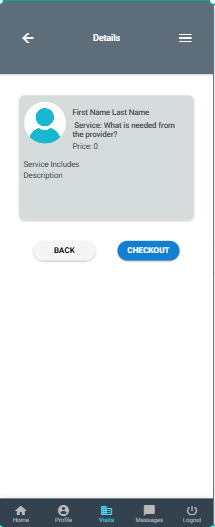 Details
First Name Last Name
Service: What is needed from
the provider?
Price: 0
Service Includes
Description
BACK
CHECKOUT
Home Profile Visits Messages Logout